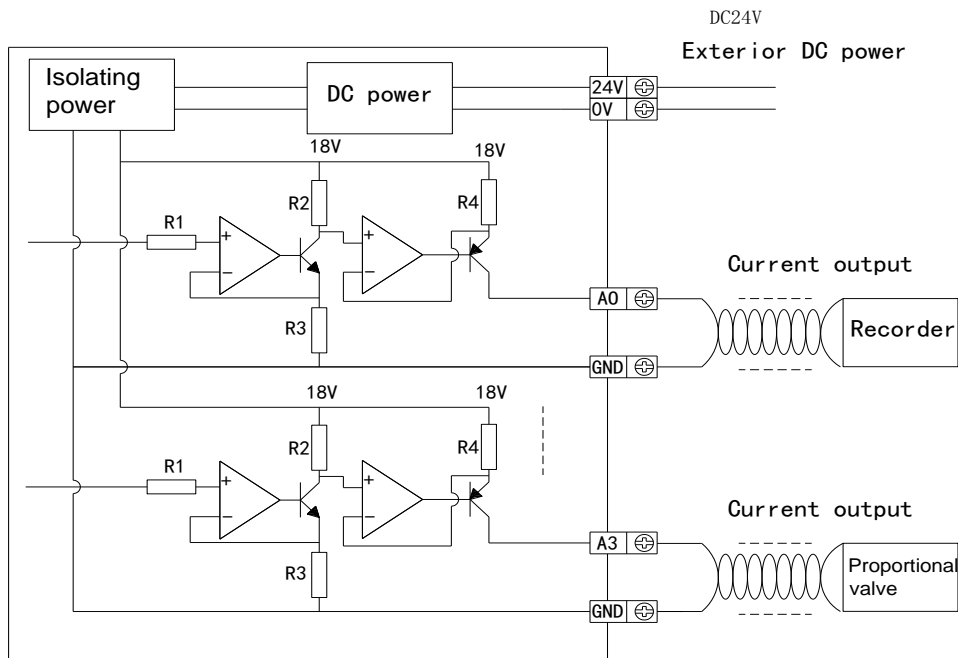 DC24V
Exterior DC power
Isolating
power
DC power
24V
0V
18V
18V
R2
R4
R1
+
+
−
−
Current output
A0
R3
Recorder
GND
18V
18V
R2
R4
R1
+
+
−
−
Current output
A3
R3
Proportional
valve
GND